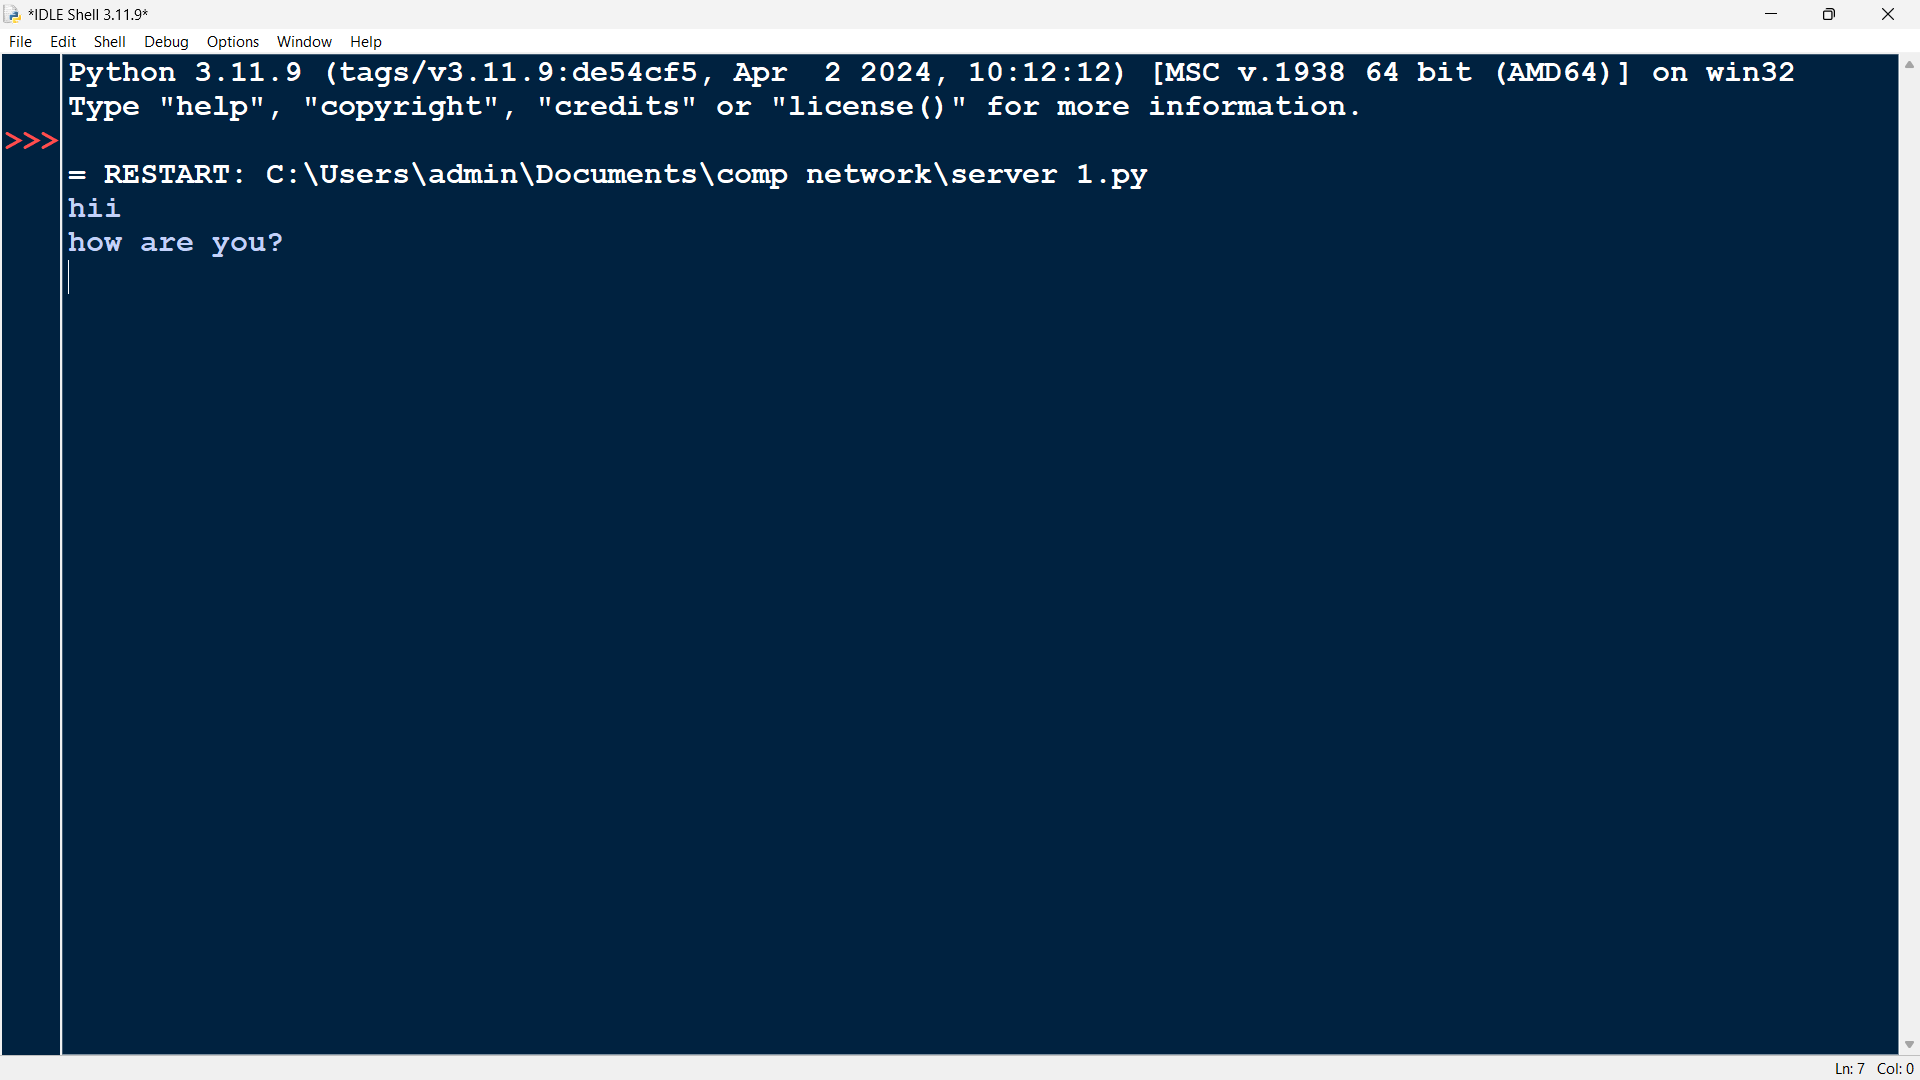 *IDLE Shell 3.11.9*
File Edit Shell Debug Options Window Help
Python 3.11.9 (tags/v3.11.9:de54cf5, Apr  2 2024, 10:12:12) [MSC v.1938 64 bit (AMD64)] on win32
Type "help", "copyright", "credits" or "license()" for more information.
>>>
= RESTART: C:\Users\admin\Documents\comp network\server 1.py
hii
how are you?
Ln: 7 Col: 0